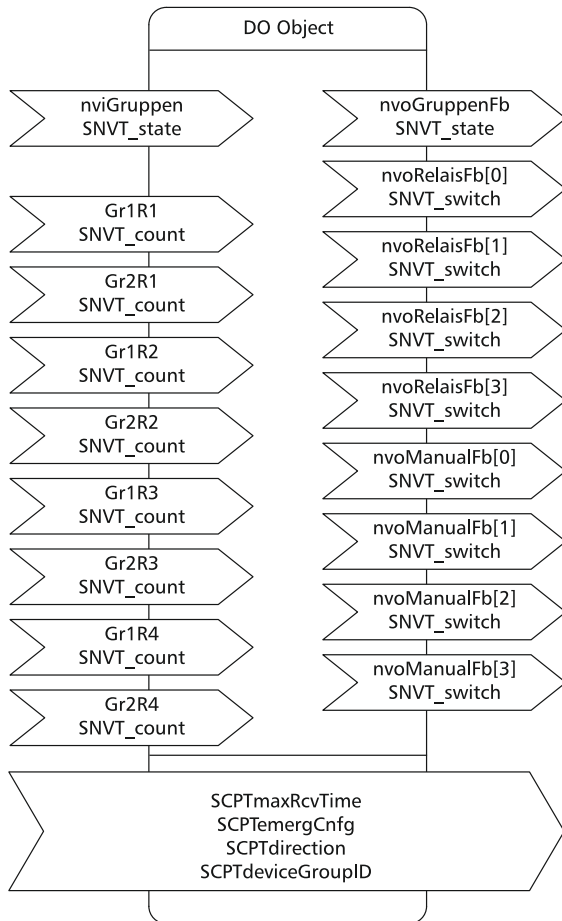 DO Object
nviGruppen
SNVT_state
Gr1R1
SNVT_count
Gr2R1
SNVT_count
Gr1R2
SNVT_count
Gr2R2
SNVT_count
Gr1R3
SNVT_count
Gr2R3
SNVT_count
Gr1R4
SNVT_count
Gr2R4
SNVT_count
nvoGruppenFb
SNVT_state
nvoRelaisFb[0]
SNVT_switch
nvoRelaisFb[1]
SNVT_switch
nvoRelaisFb[2]
SNVT_switch
nvoRelaisFb[3]
SNVT_switch
nvoManualFb[0]
SNVT_switch
nvoManualFb[1]
SNVT_switch
nvoManualFb[2]
SNVT_switch
nvoManualFb[3]
SNVT_switch
SCPTmaxRcvTime
SCPTemergCnfg
SCPTdirection
SCPTdeviceGroupID